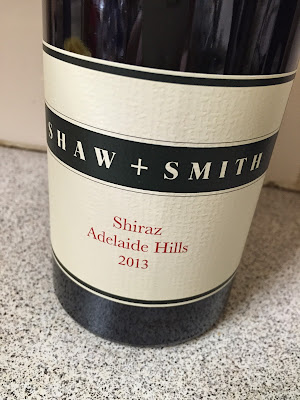 SHAW + SMITH
Shiraz
Adelaide Hills
2013